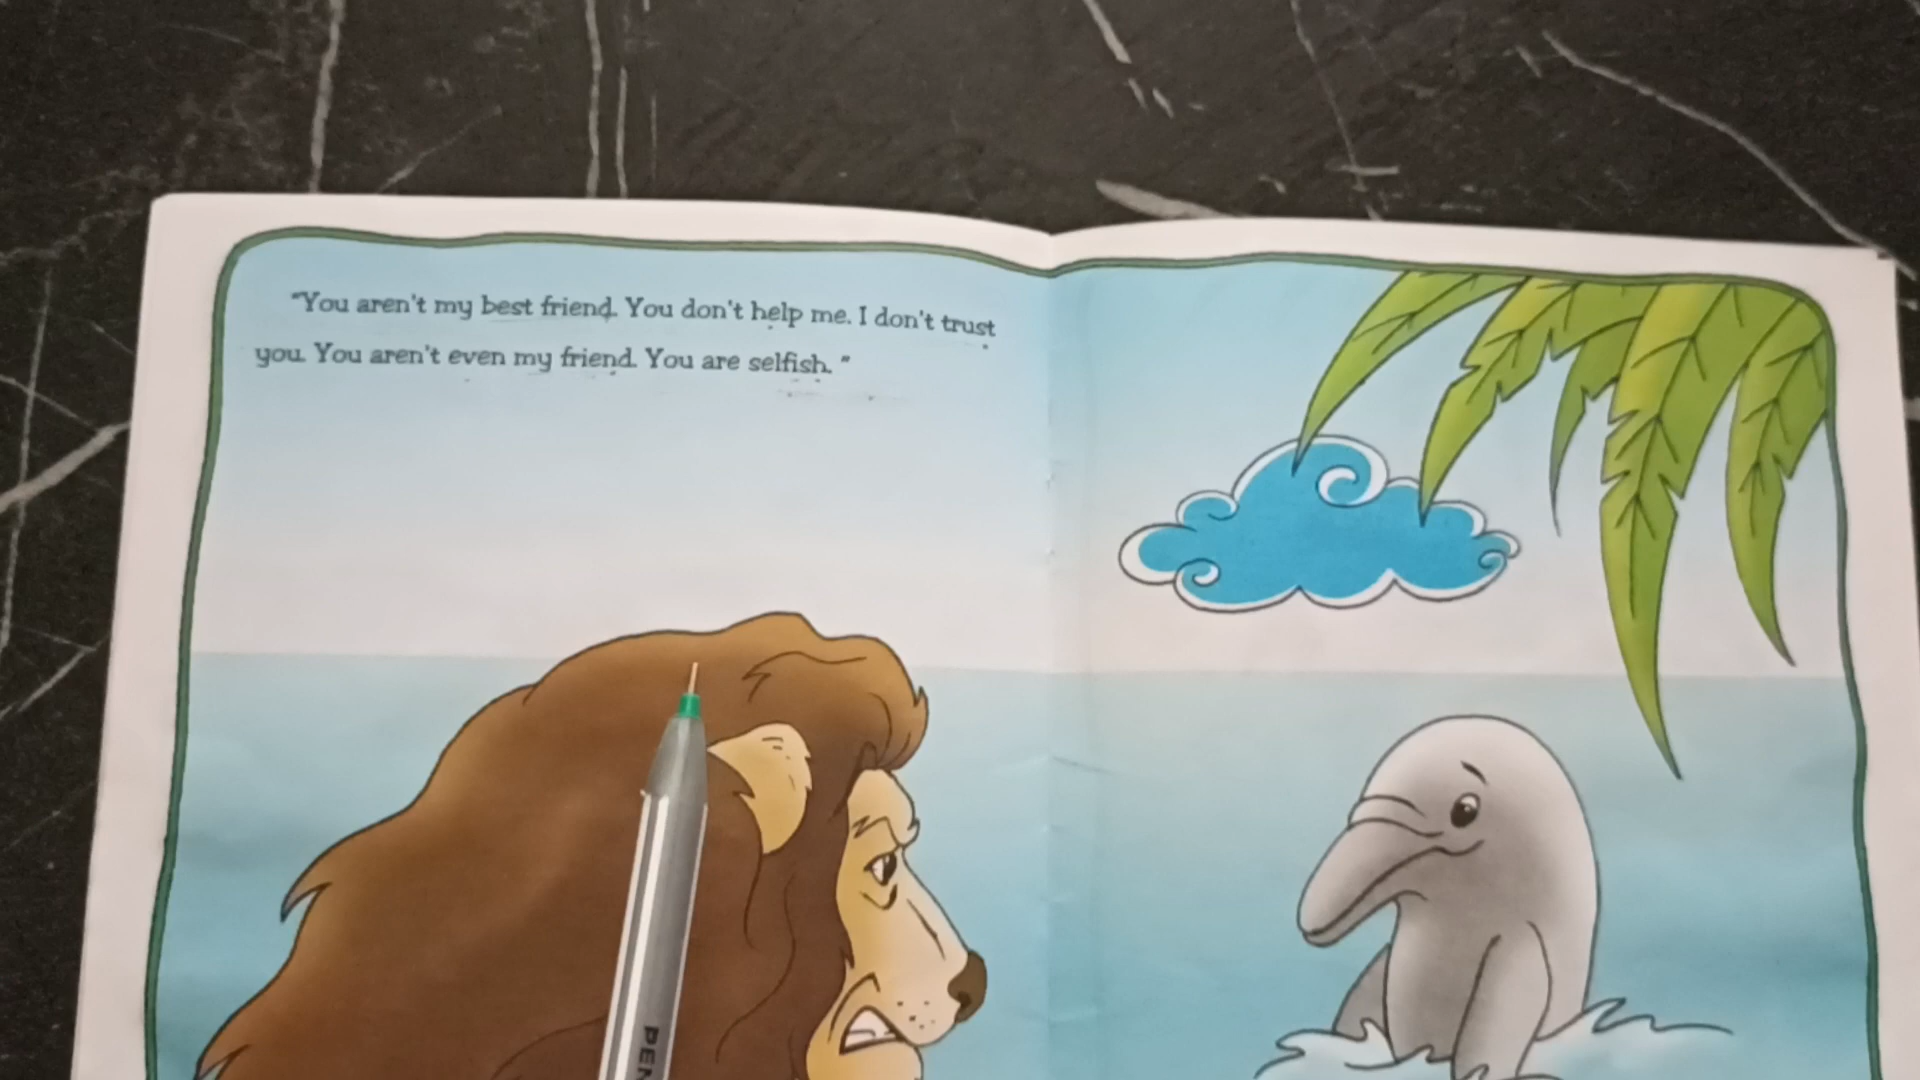 "You aren't my best friend. You don't help me. I don't trust
you. You aren't even my friend. You are selfish. "
PEN